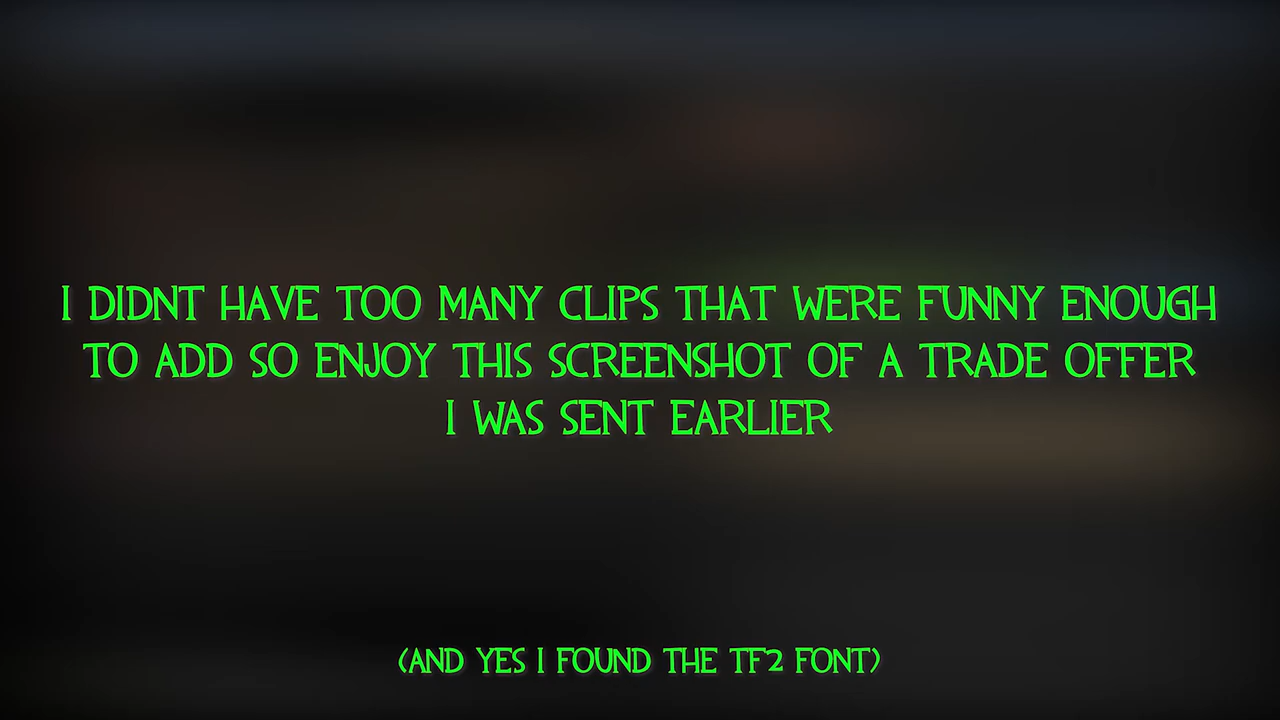 I DIDNT HAVE TOO MANY CLIPS THAT WERE FUNNY ENOUGH
TO ADD SO ENJOY THIS SCREENSHOT OF A TRADE OFFER
I WAS SENT EARLIER
(AND YES I FOUND THE TF2 FONT)